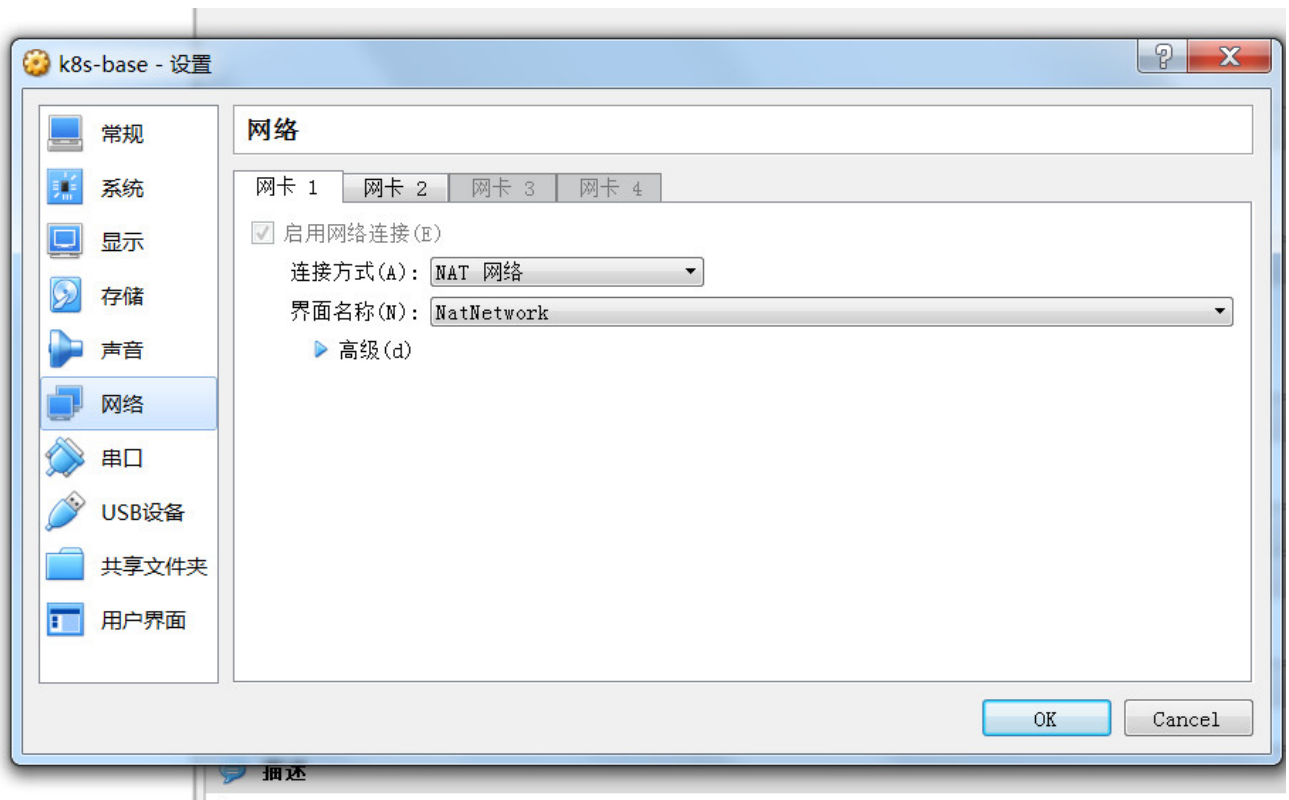 k8s-base - 设置
常规
系统
显示
存储
声音
网络
串口
USB设备
共享文件夹
用户界面
网络
网卡 1
网卡 2
网卡 3
网卡 4
启用网络连接(E)
连接方式(A): NAT 网络
界面名称(N): NatNetwork
高级(d)
OK
Cancel
描述